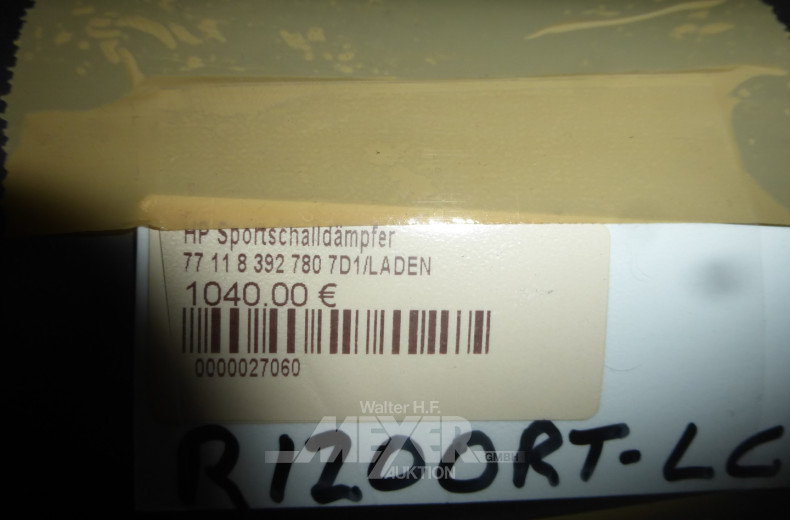 HP Sportschalldämpfer
77 11 8 392 780 7D1/LADEN
1040.00 €
0000027060
Walter H.F.
MEYER
GMBH
AUKTION
R1200RT-LC